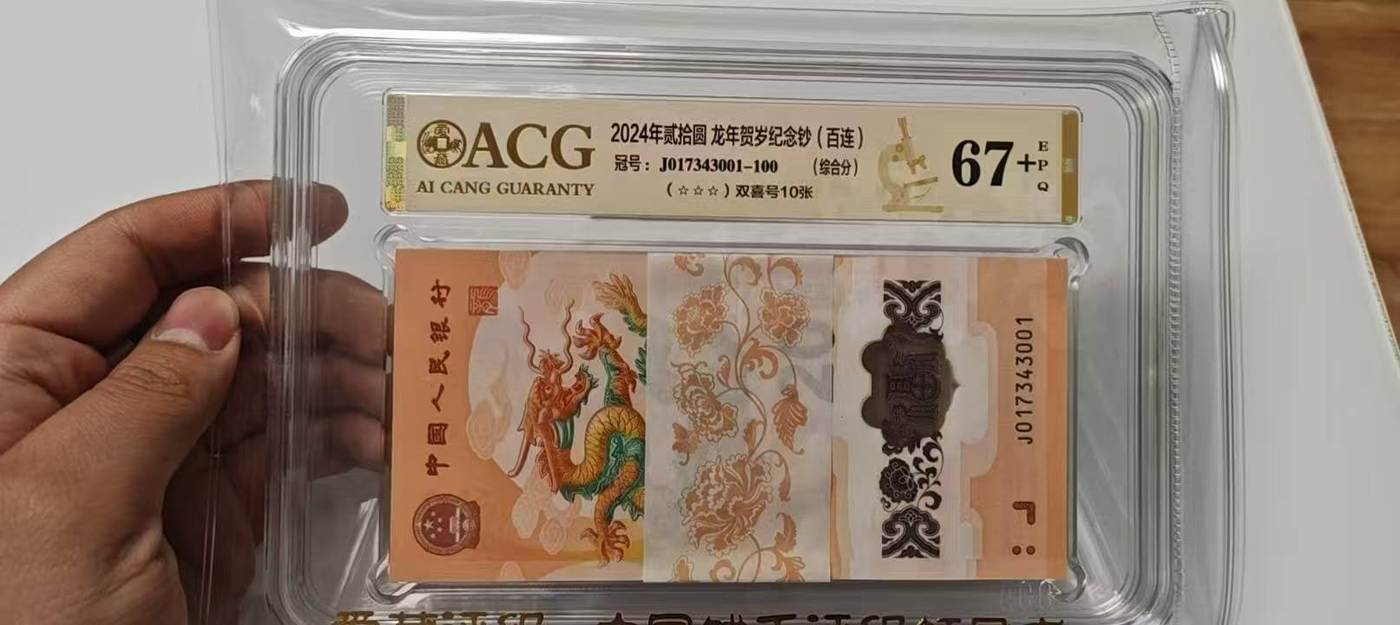 ACG
AI CANG GUARANTY
2024年贰拾圆 龙年贺岁纪念钞（百连）
冠号：J017343001-100 （综合分）
（☆☆☆）双喜号10张
67+
EPQ
中国人民银行
J017343001